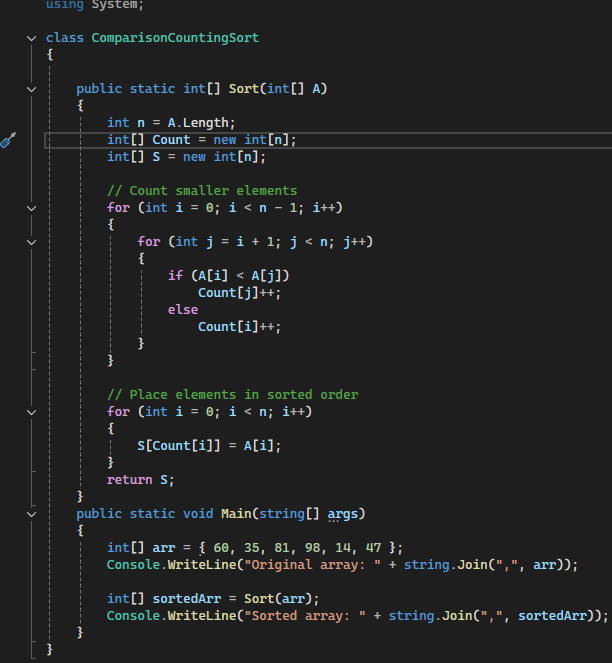 using System;
class ComparisonCountingSort
{
public static int[] Sort(int[] A)
{
int n = A.Length;
int[] Count = new int[n];
int[] S = new int[n];
// Count smaller elements
for (int i = 0; i < n - 1; i++)
{
for (int j = i + 1; j < n; j++)
{
if (A[i] < A[j])
Count[j]++;
else
Count[i]++;
}
}
// Place elements in sorted order
for (int i = 0; i < n; i++)
{
S[Count[i]] = A[i];
}
return S;
}
public static void Main(string[] args)
{
int[] arr = { 60, 35, 81, 98, 14, 47 };
Console.WriteLine("Original array: " + string.Join(",", arr));
int[] sortedArr = Sort(arr);
Console.WriteLine("Sorted array: " + string.Join(",", sortedArr));
}
}